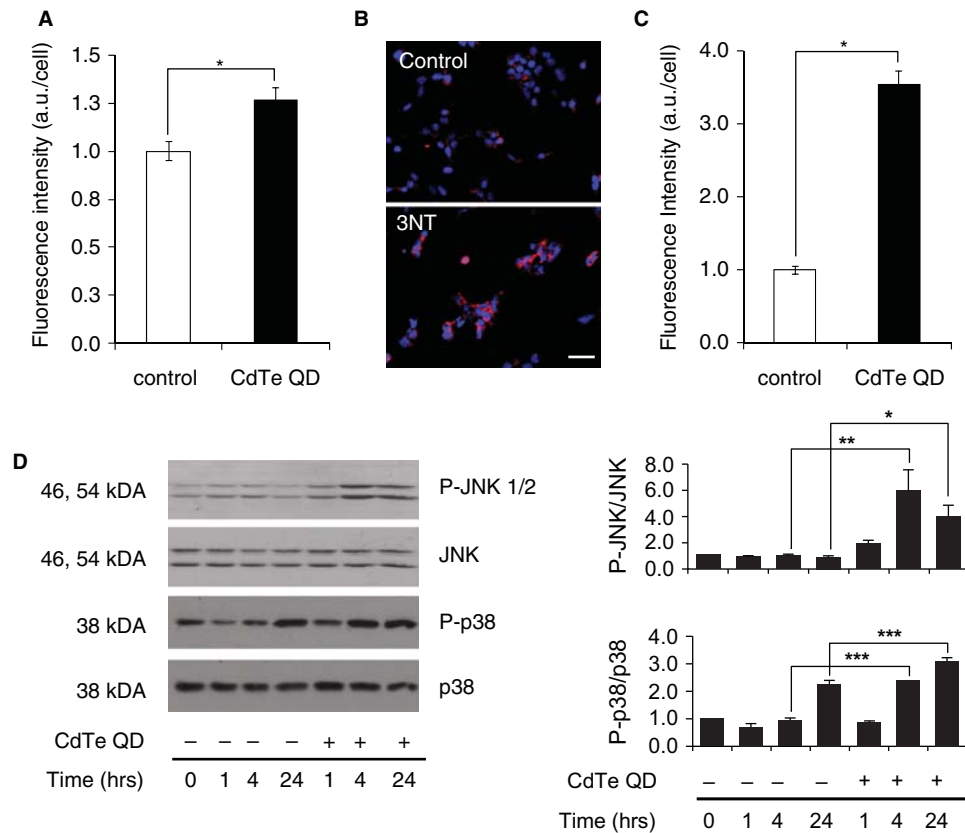 A
Fluorescence intensity (a.u./cell)
1.5
1.3
1.0
0.8
0.5
0.3
0.0
*
control
CdTe QD
B
Control
3NT
C
Fluorescence Intensity (a.u./cell)
4.0
3.0
2.0
1.0
0.0
*
control
CdTe QD
D
46, 54 kDA
P-JNK 1/2
46, 54 kDA
JNK
38 kDA
P-p38
38 kDA
p38
CdTe QD – – – – + + +
Time (hrs) 0 1 4 24 1 4 24
P-JNK/JNK
8.0
6.0
4.0
2.0
0.0
**
*
P-p38/p38
4.0
3.0
2.0
1.0
0.0
***
***
CdTe QD – – – – + + +
Time (hrs) 0 1 4 24 1 4 24